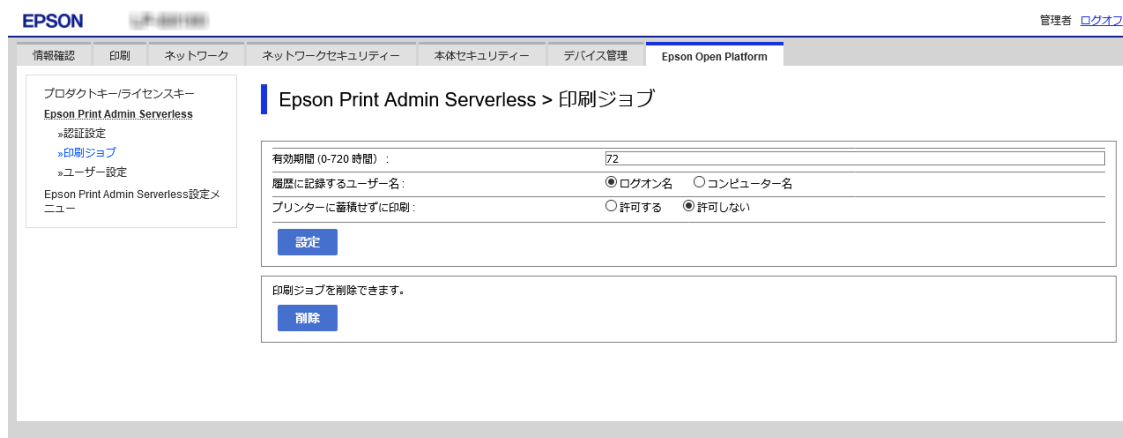 EPSON
管理者 ログオフ
情報確認 印刷 ネットワーク ネットワークセキュリティー 本体セキュリティー デバイス管理 Epson Open Platform
プロダクトキー/ライセンスキー
Epson Print Admin Serverless
»認証設定
»印刷ジョブ
»ユーザー設定
Epson Print Admin Serverless設定メ
ニュー
Epson Print Admin Serverless > 印刷ジョブ
有効期間 (0-720 時間) : 72
履歴に記録するユーザー名 : ログオン名 コンピューター名
プリンターに蓄積せずに印刷 : 許可する 許可しない
設定
印刷ジョブを削除できます。
削除